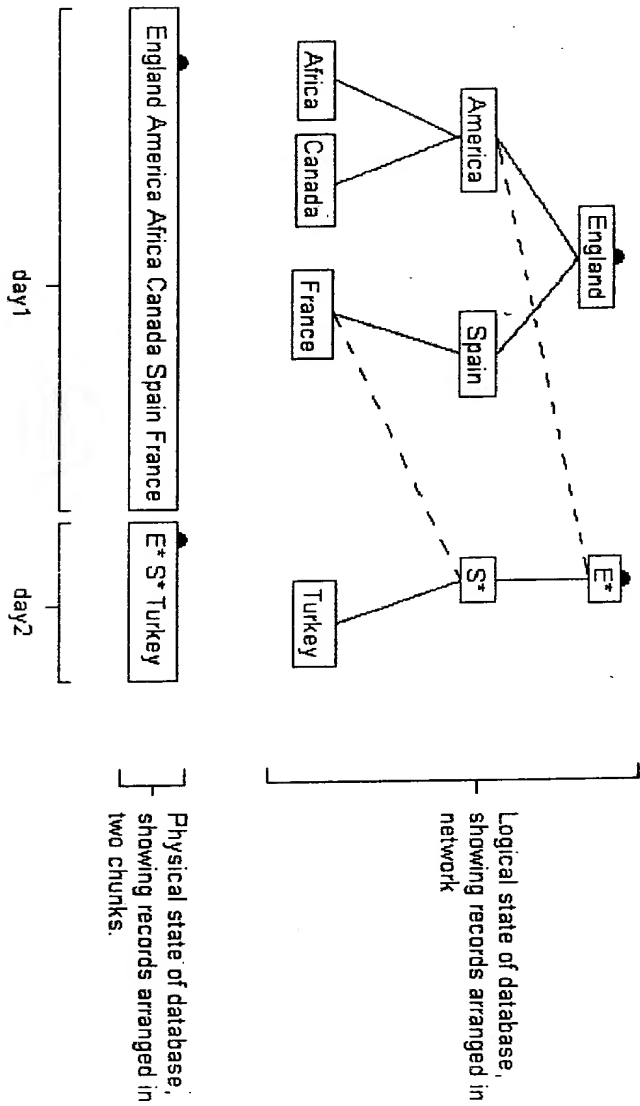 England
America
Spain
Africa
Canada
France
E*
S*
Turkey
Logical state of database,
showing records arranged in
network
England America Africa Canada Spain France
E* S* Turkey
Physical state of database,
showing records arranged in
two chunks.
day1
day2